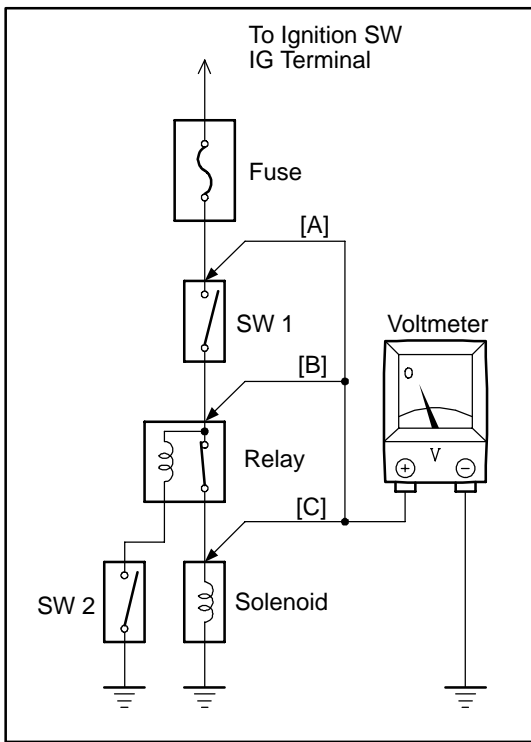 To Ignition SW
IG Terminal
Fuse
[A]
SW 1
Voltmeter
[B]
0
V
Relay
+ −
[C]
SW 2
Solenoid